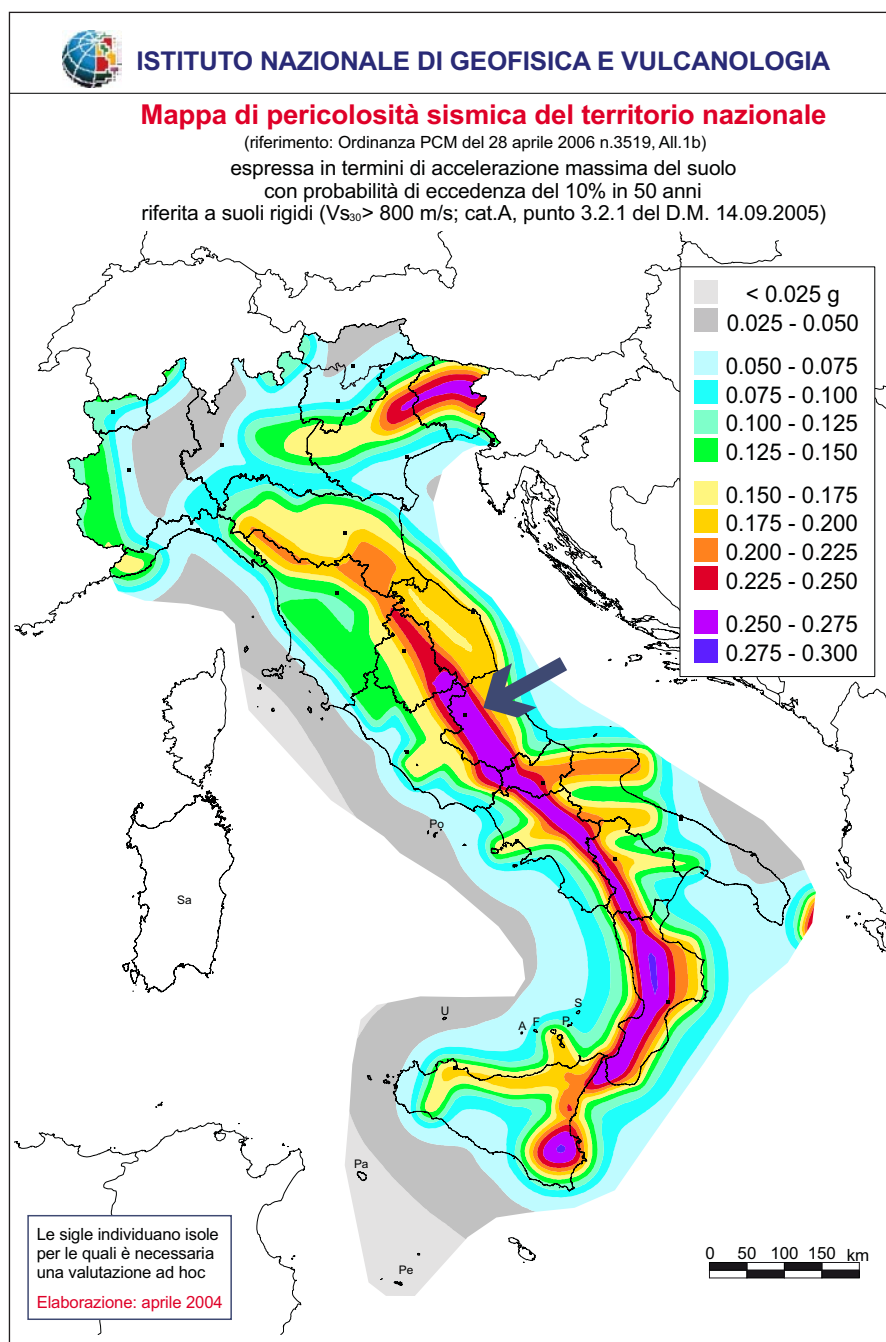 ISTITUTO NAZIONALE DI GEOFISICA E VULCANOLOGIA
Mappa di pericolosità sismica del territorio nazionale
(riferimento: Ordinanza PCM del 28 aprile 2006 n.3519, All.1b)
espressa in termini di accelerazione massima del suolo
con probabilità di eccedenza del 10% in 50 anni
riferita a suoli rigidi (Vs30> 800 m/s; cat.A, punto 3.2.1 del D.M. 14.09.2005)
< 0.025 g
0.025 - 0.050
0.050 - 0.075
0.075 - 0.100
0.100 - 0.125
0.125 - 0.150
0.150 - 0.175
0.175 - 0.200
0.200 - 0.225
0.225 - 0.250
0.250 - 0.275
0.275 - 0.300
Po
Sa
U
A
F
P
S
Pa
Pe
Le sigle individuano isole
per le quali è necessaria
una valutazione ad hoc
Elaborazione: aprile 2004
0 50 100 150 km